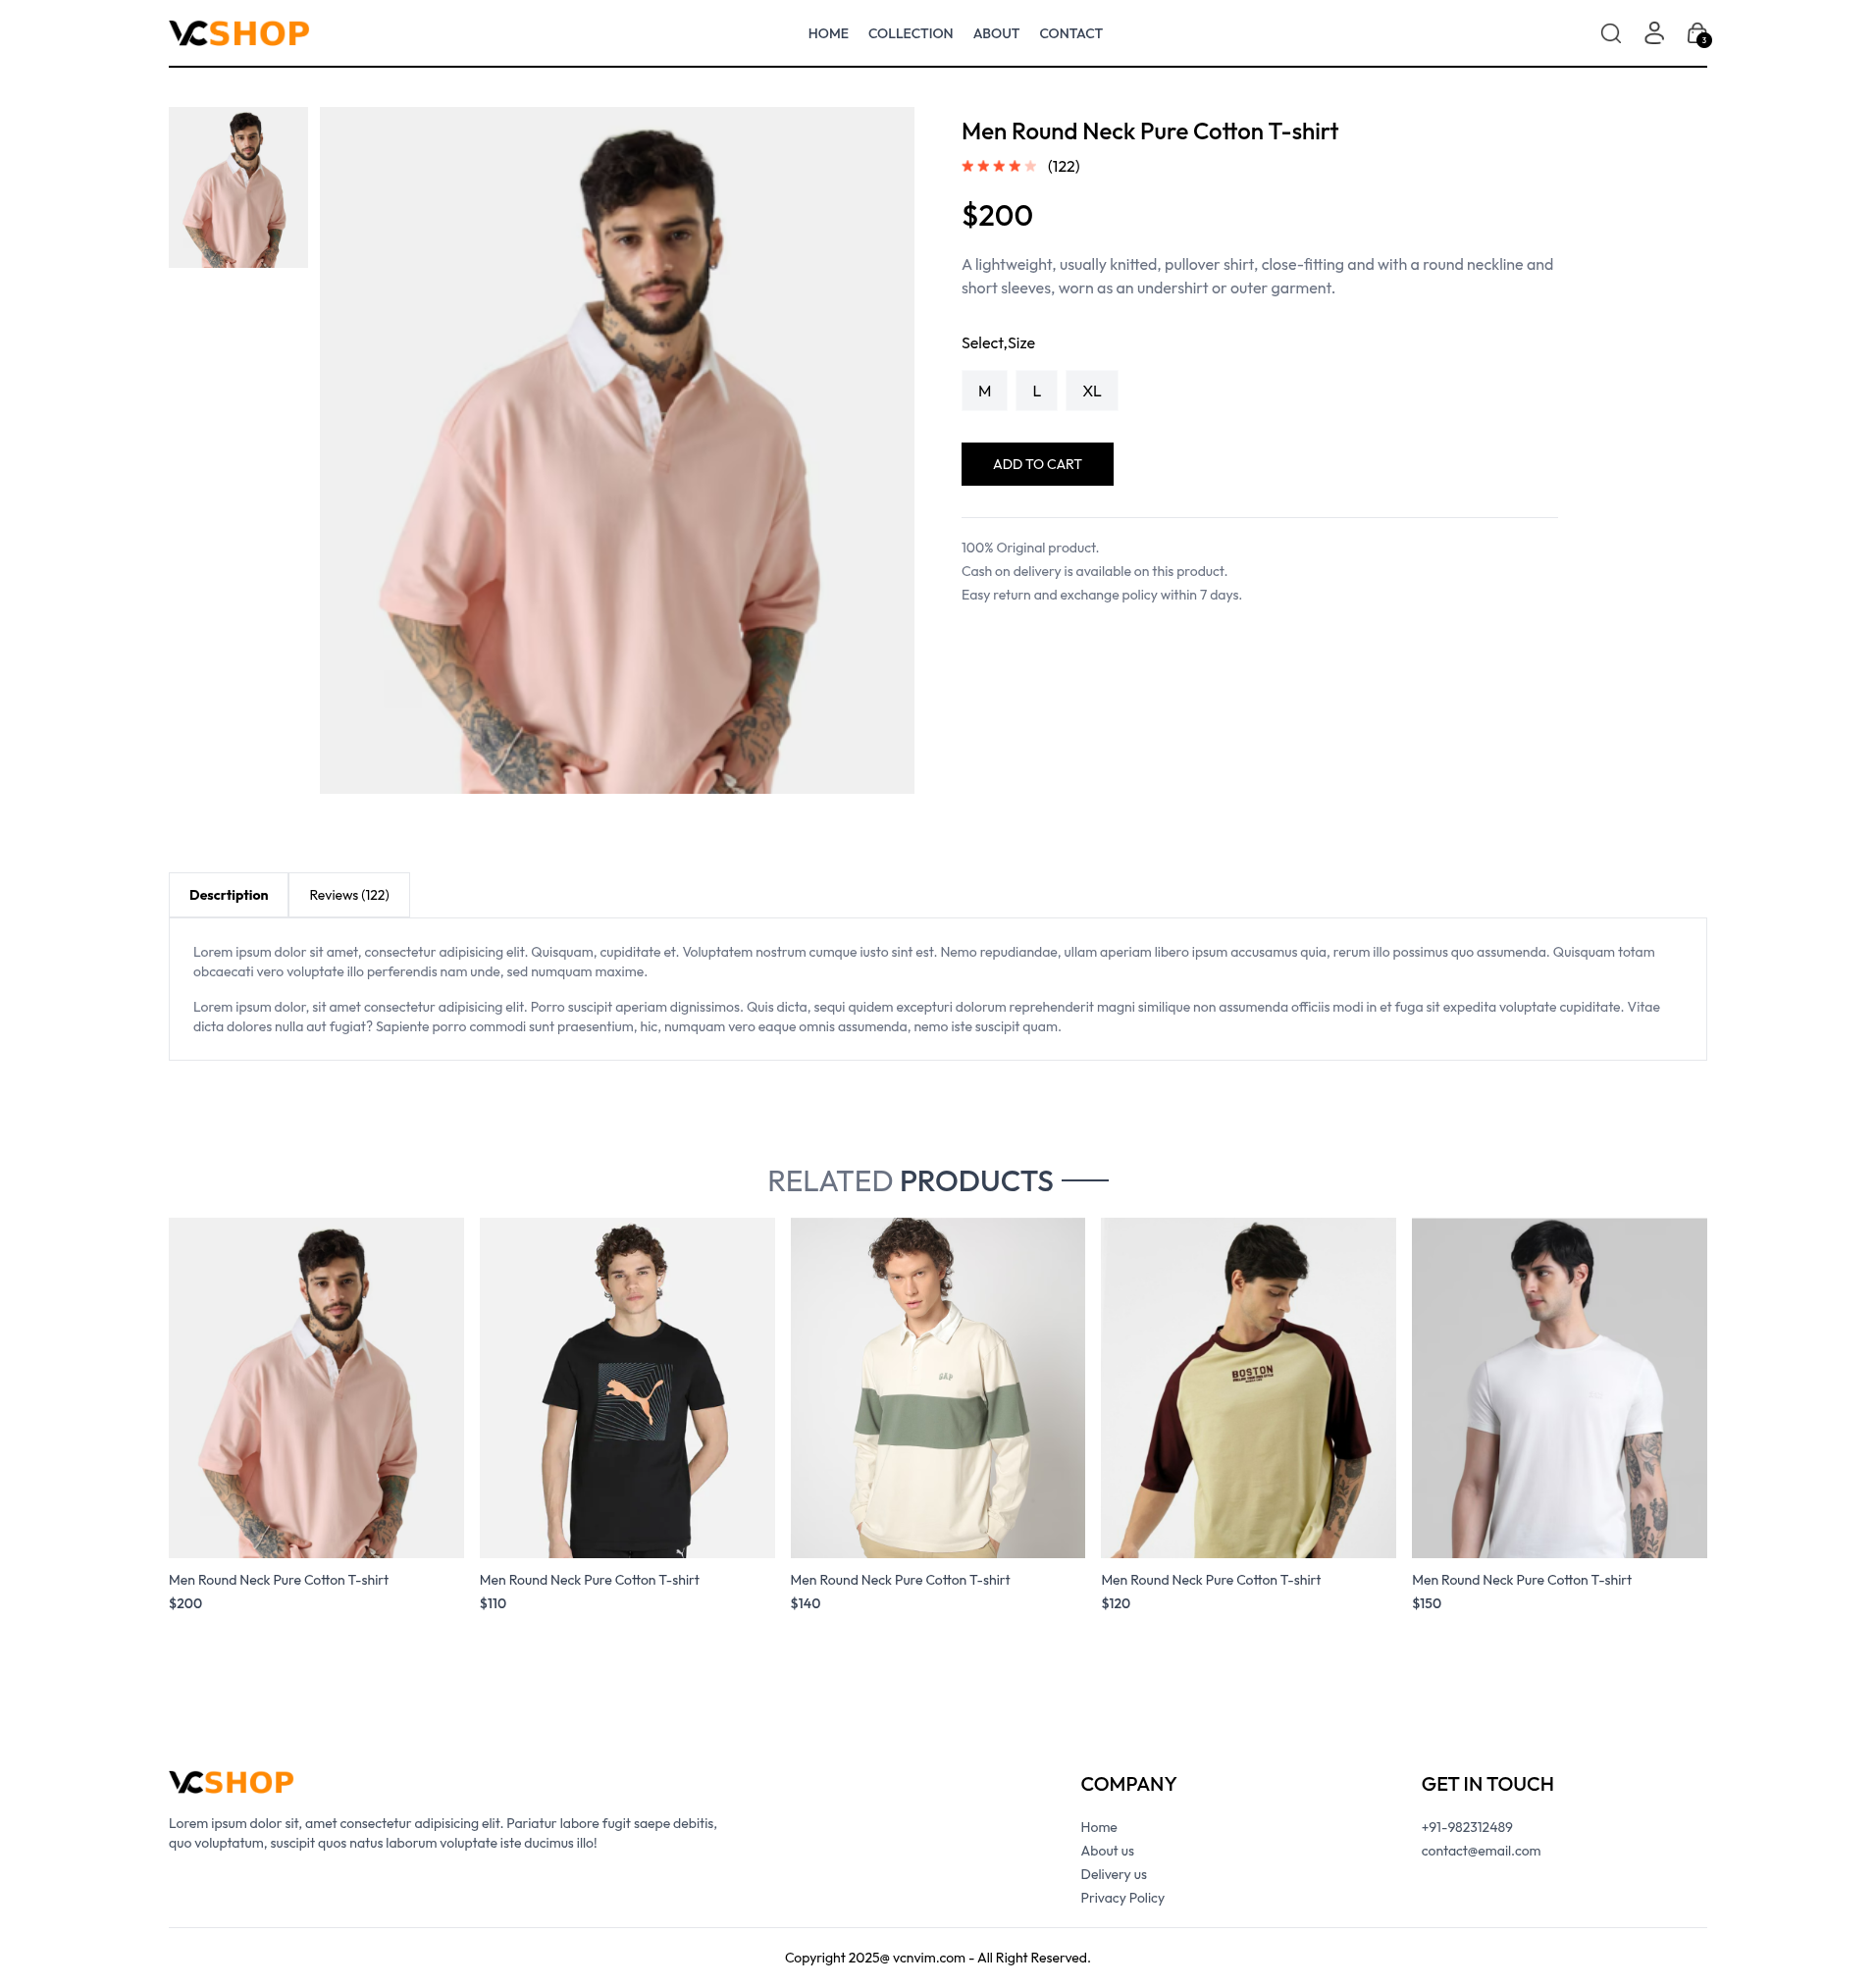 VCSHOP
HOME COLLECTION ABOUT CONTACT
3
Men Round Neck Pure Cotton T-shirt
(122)
$200
A lightweight, usually knitted, pullover shirt, close-fitting and with a round neckline and
short sleeves, worn as an undershirt or outer garment.
Select,Size
M L XL
ADD TO CART
100% Original product.
Cash on delivery is available on this product.
Easy return and exchange policy within 7 days.
Descrtiption Reviews (122)
Lorem ipsum dolor sit amet, consectetur adipisicing elit. Quisquam, cupiditate et. Voluptatem nostrum cumque iusto sint est. Nemo repudiandae, ullam aperiam libero ipsum accusamus quia, rerum illo possimus quo assumenda. Quisquam totam
obcaecati vero voluptate illo perferendis nam unde, sed numquam maxime.
Lorem ipsum dolor, sit amet consectetur adipisicing elit. Porro suscipit aperiam dignissimos. Quis dicta, sequi quidem excepturi dolorum reprehenderit magni similique non assumenda officiis modi in et fuga sit expedita voluptate cupiditate. Vitae
dicta dolores nulla aut fugiat? Sapiente porro commodi sunt praesentium, hic, numquam vero eaque omnis assumenda, nemo iste suscipit quam.
RELATED PRODUCTS
GAP
BOSTON
Men Round Neck Pure Cotton T-shirt
$200
Men Round Neck Pure Cotton T-shirt
$110
Men Round Neck Pure Cotton T-shirt
$140
Men Round Neck Pure Cotton T-shirt
$120
Men Round Neck Pure Cotton T-shirt
$150
VCSHOP
Lorem ipsum dolor sit, amet consectetur adipisicing elit. Pariatur labore fugit saepe debitis,
quo voluptatum, suscipit quos natus laborum voluptate iste ducimus illo!
COMPANY
Home
About us
Delivery us
Privacy Policy
GET IN TOUCH
+91-982312489
contact@email.com
Copyright 2025@ vcnvim.com - All Right Reserved.